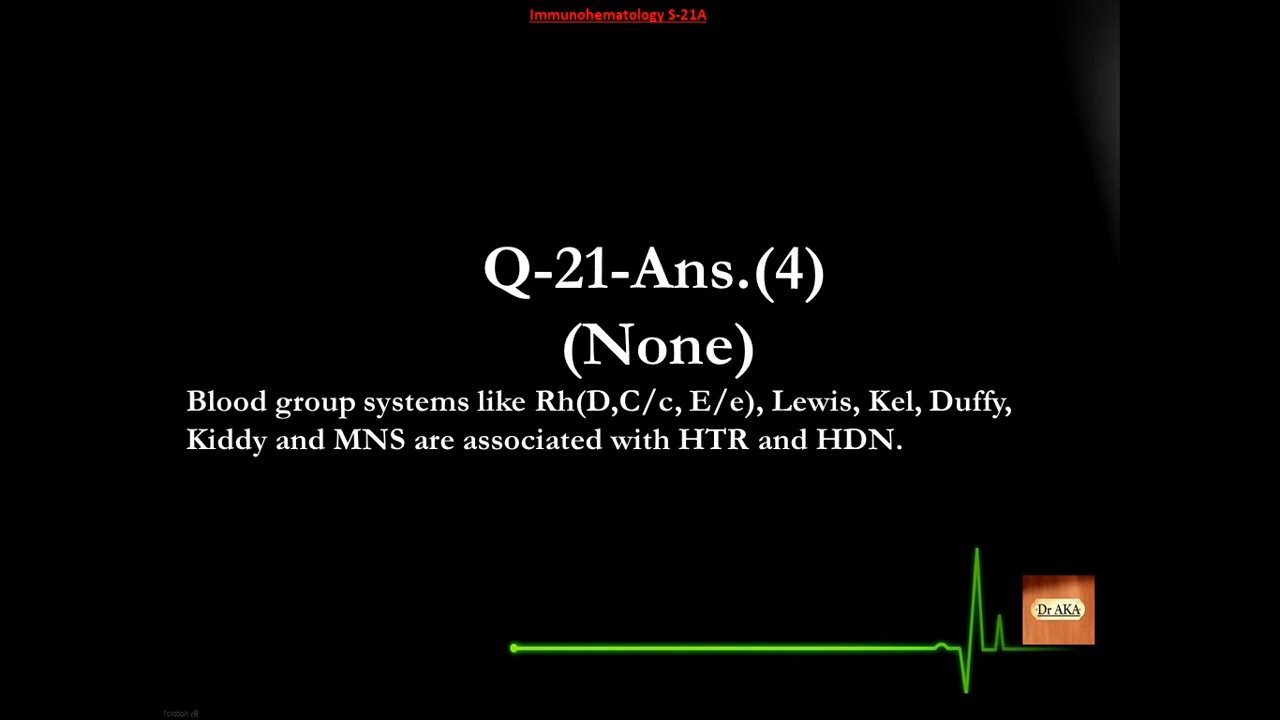 Immunohematology S-21A
Q-21-Ans.(4)
(None)
Blood group systems like Rh(D,C/c, E/e), Lewis, Kel, Duffy,
Kiddy and MNS are associated with HTR and HDN.
Dr AKA